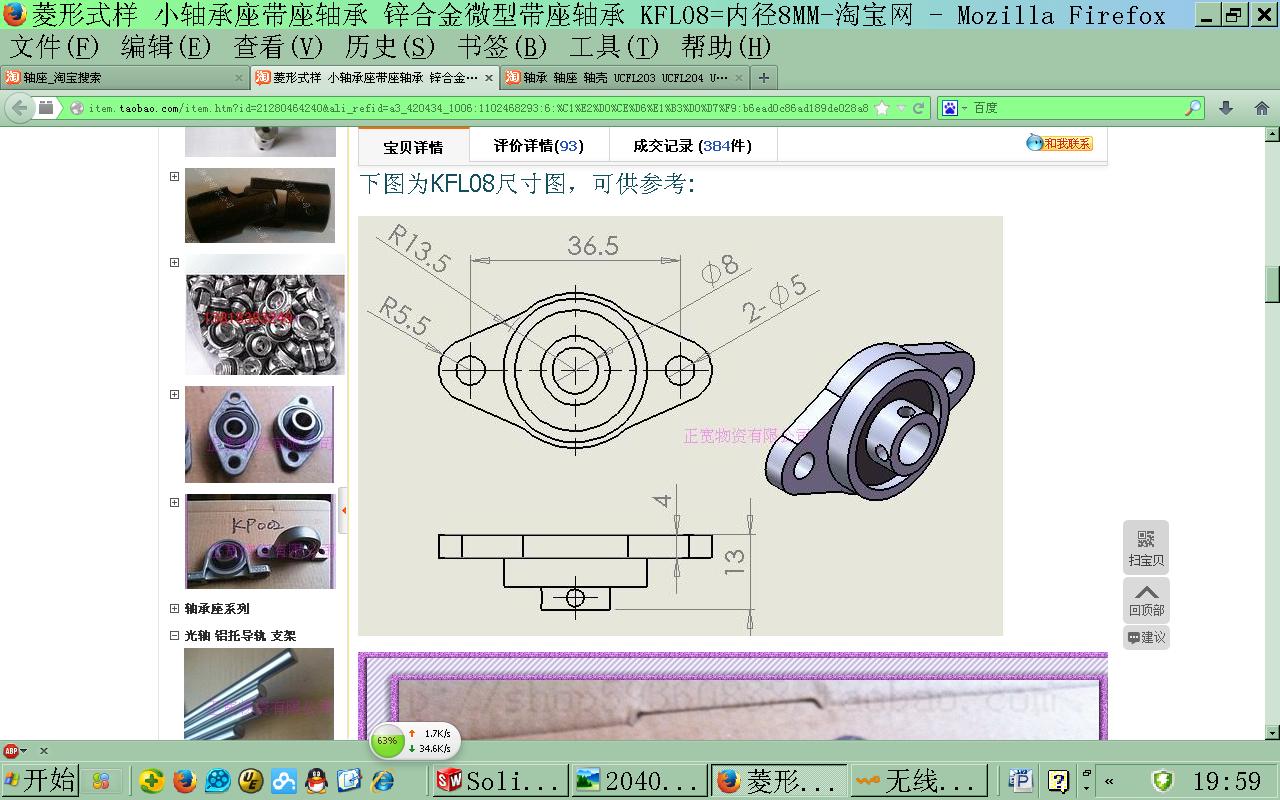 菱形式样 小轴承座带座轴承 锌合金微型带座轴承 KFL08=内径8MM-淘宝网 - Mozilla Firefox
文件(F) 编辑(E) 查看(V) 历史(S) 书签(B) 工具(T) 帮助(H)
淘 轴座_淘宝搜索
淘 菱形式样 小轴承座带座轴承 锌合金…
淘 轴承 轴座 轴壳 UCFL203 UCFL204 U…
item.taobao.com/item.htm?id=21280464240&ali_refid=a3_420434_1006:1102468293:6:%C1%E2%D0%CE%D6%E1%B3%D0%D7%F9:b6ead0c86ad189de028a8
百度
宝贝详情 评价详情(93) 成交记录 (384件)
和我联系
下图为KFL08尺寸图，可供参考:
R13.5
36.5
ϕ8
2-ϕ5
R5.5
正宽物资有限公司
4
13
KP002
轴承座系列
光轴 铝托导轨 支架
扫宝贝
回顶部
建议
63%
1.7K/s
34.6K/s
ABP
开始
Soli...
2040...
菱形...
无线...
19:59